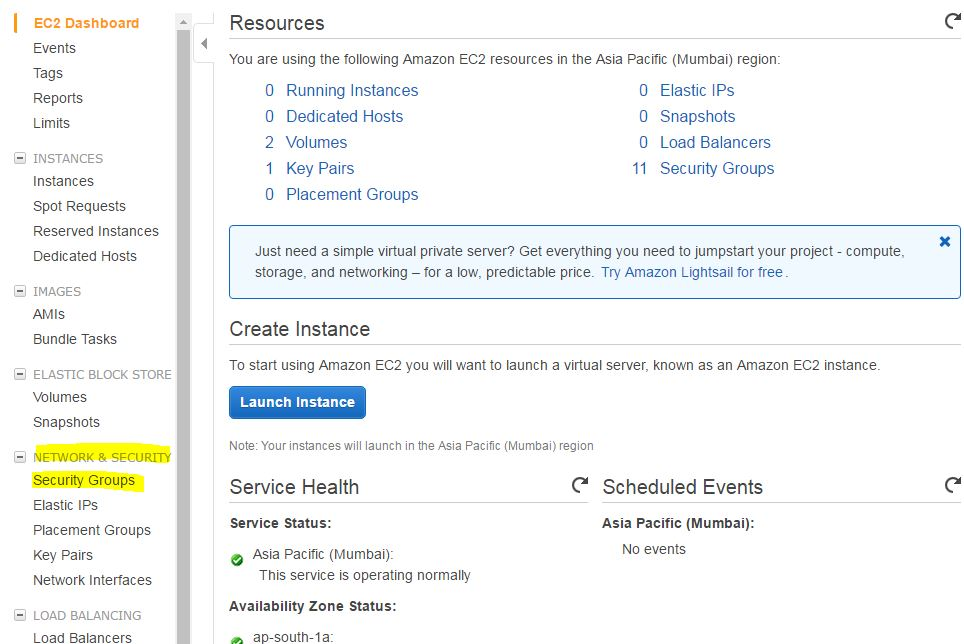 EC2 Dashboard
Events
Tags
Reports
Limits
INSTANCES
Instances
Spot Requests
Reserved Instances
Dedicated Hosts
IMAGES
AMIs
Bundle Tasks
ELASTIC BLOCK STORE
Volumes
Snapshots
NETWORK & SECURITY
Security Groups
Elastic IPs
Placement Groups
Key Pairs
Network Interfaces
LOAD BALANCING
Load Balancers
Resources
You are using the following Amazon EC2 resources in the Asia Pacific (Mumbai) region:
0 Running Instances
0 Dedicated Hosts
2 Volumes
1 Key Pairs
0 Placement Groups
0 Elastic IPs
0 Snapshots
0 Load Balancers
11 Security Groups
Just need a simple virtual private server? Get everything you need to jumpstart your project - compute,
storage, and networking – for a low, predictable price. Try Amazon Lightsail for free.
Create Instance
To start using Amazon EC2 you will want to launch a virtual server, known as an Amazon EC2 instance.
Launch Instance
Note: Your instances will launch in the Asia Pacific (Mumbai) region
Service Health
Service Status:
Asia Pacific (Mumbai):
This service is operating normally
Availability Zone Status:
ap-south-1a:
Scheduled Events
Asia Pacific (Mumbai):
No events